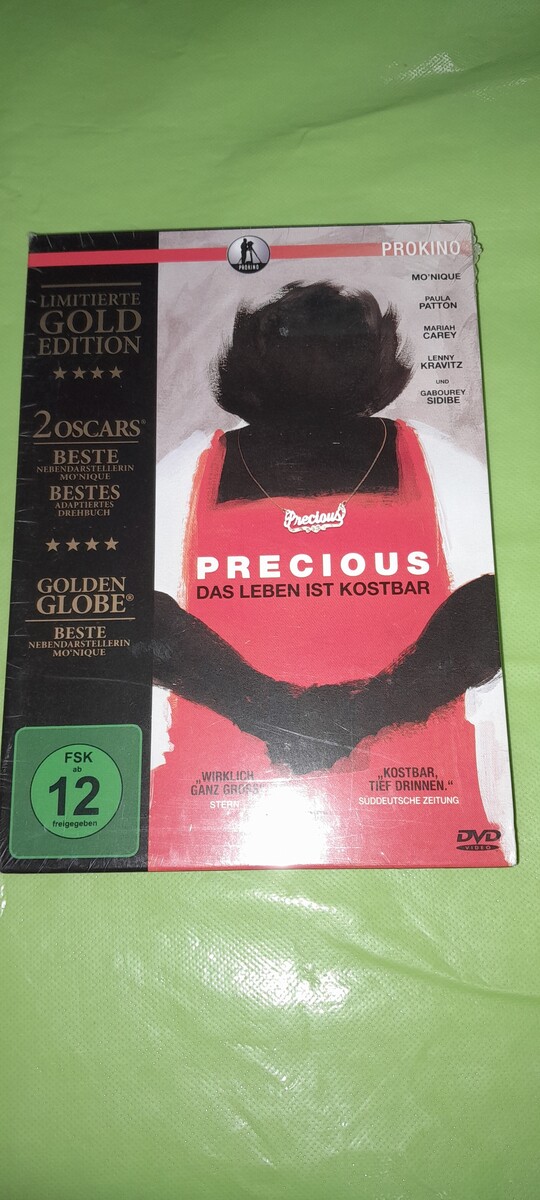 PROKINO
PROKINO
LIMITIERTE
GOLD
EDITION
2 OSCARS®
BESTE
NEBENDARSTELLERIN
MO'NIQUE
BESTES
ADAPTIERTES
DREHBUCH
GOLDEN
GLOBE®
BESTE
NEBENDARSTELLERIN
MO'NIQUE
MO'NIQUE
PAULA
PATTON
MARIAH
CAREY
LENNY
KRAVITZ
UND
GABOUREY
SIDIBE
Precious
PRECIOUS
DAS LEBEN IST KOSTBAR
„WIRKLICH
GANZ
STERN
„KOSTBAR,
TIEF DRINNEN.“
SÜDDEUTSCHE ZEITUNG
FSK
ab
12
freigegeben
DVD
VIDEO